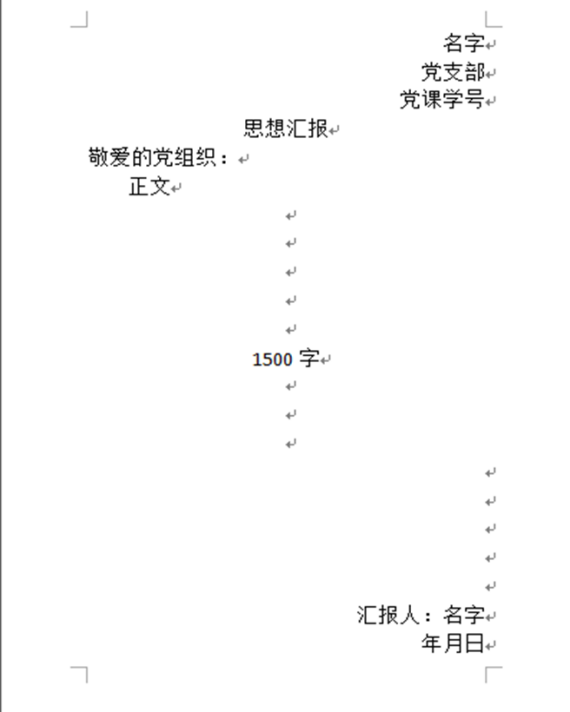 名字
党支部
党课学号
思想汇报
敬爱的党组织：
正文
1500 字
汇报人：名字
年月日